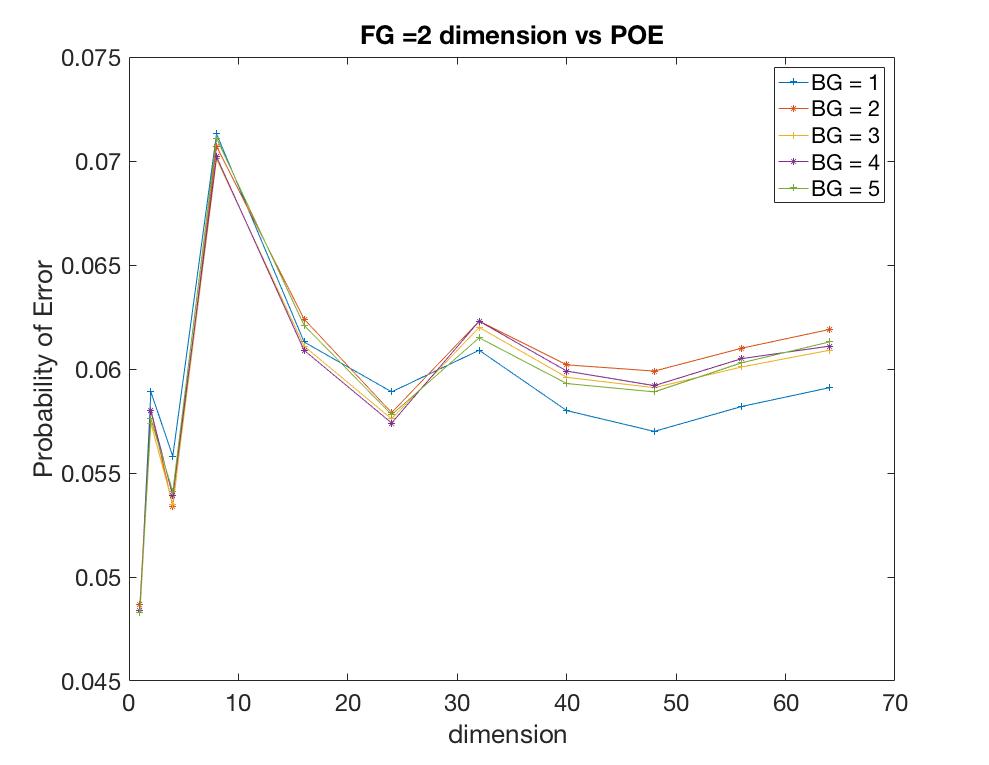 FG =2 dimension vs POE
0.075
0.07
0.065
0.06
0.055
0.05
0.045
Probability of Error
0
10
20
30
40
50
60
70
dimension
BG = 1
BG = 2
BG = 3
BG = 4
BG = 5